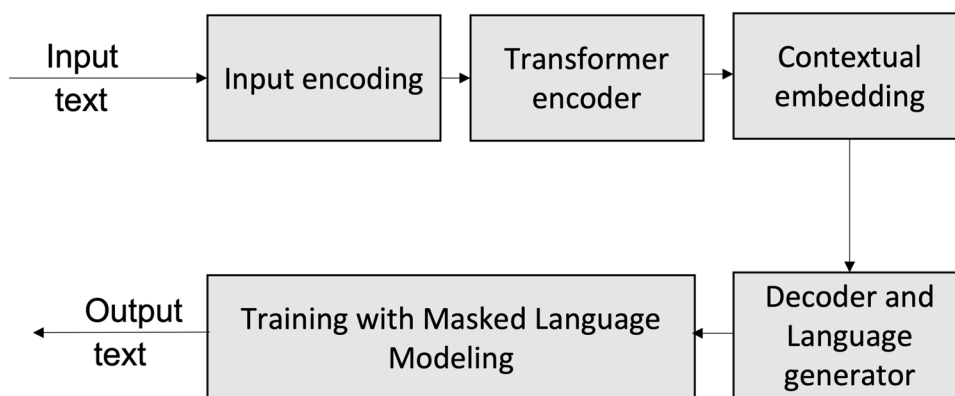 Input
text
Input encoding
Transformer
encoder
Contextual
embedding
Decoder and
Language
generator
Training with Masked Language
Modeling
Output
text